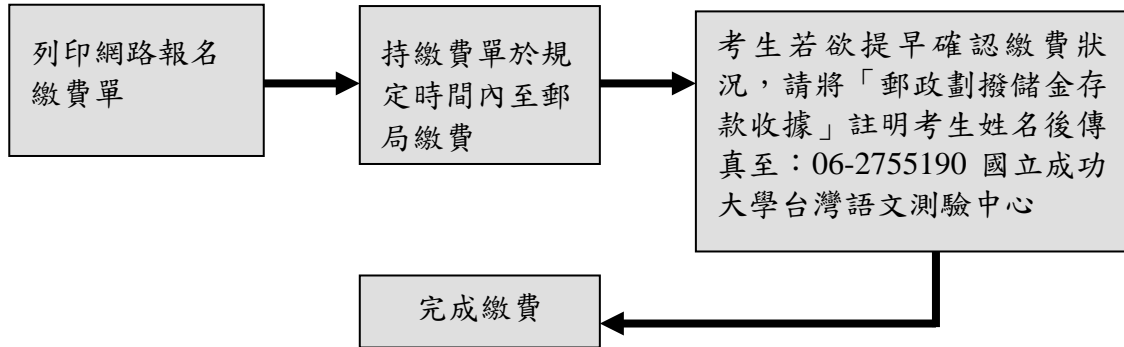 列印網路報名
繳費單
持繳費單於規
定時間內至郵
局繳費
考生若欲提早確認繳費狀
況，請將「郵政劃撥儲金存
款收據」註明考生姓名後傳
真至：06-2755190 國立成功
大學台灣語文測驗中心
完成繳費